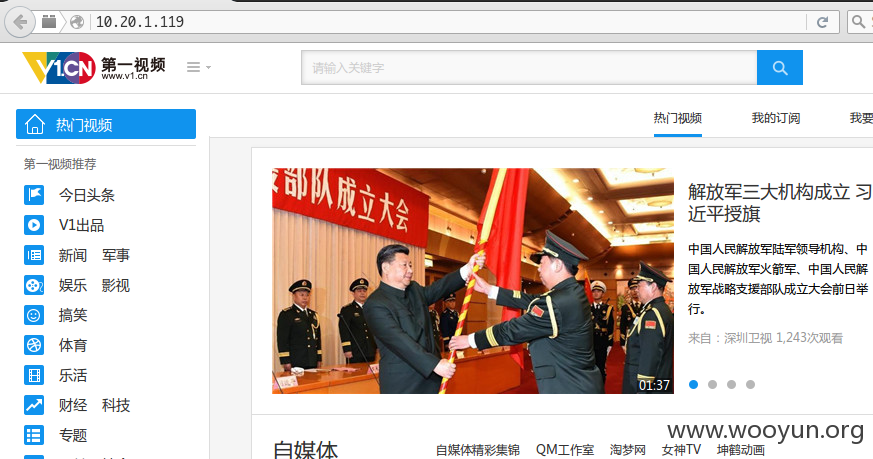 10.20.1.119
V1.CN 第一视频
www.v1.cn
请输入关键字
热门视频
热门视频 我的订阅 我要
第一视频推荐
今日头条
V1出品
新闻 军事
娱乐 影视
搞笑
体育
乐活
财经 科技
专题
部队成立大会
01:37
解放军三大机构成立 习
近平授旗
中国人民解放军陆军领导机构、中
国人民解放军火箭军、中国人民解
放军战略支援部队成立大会前日举
行。
来自：深圳卫视 1,243次观看
自媒体
自媒体精彩集锦 QM工作室 淘梦网 女神TV 坤鹤动画
www.wooyun.org